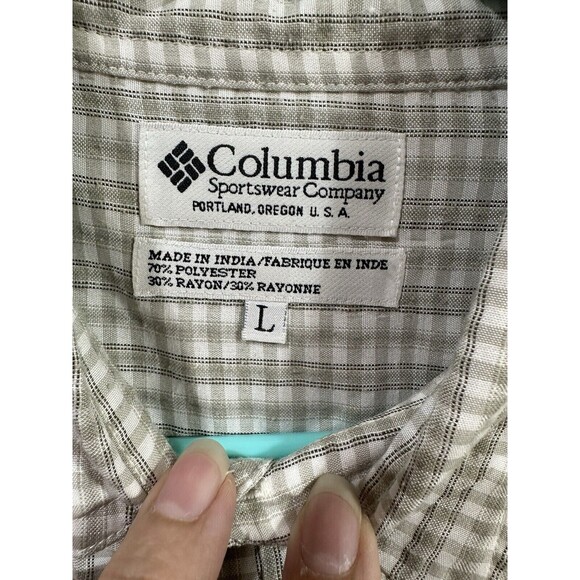 Columbia
Sportswear Company
PORTLAND, OREGON U. S. A.
MADE IN INDIA/FABRIQUE EN INDE
70% POLYESTER
30% RAYON/30% RAYONNE
L